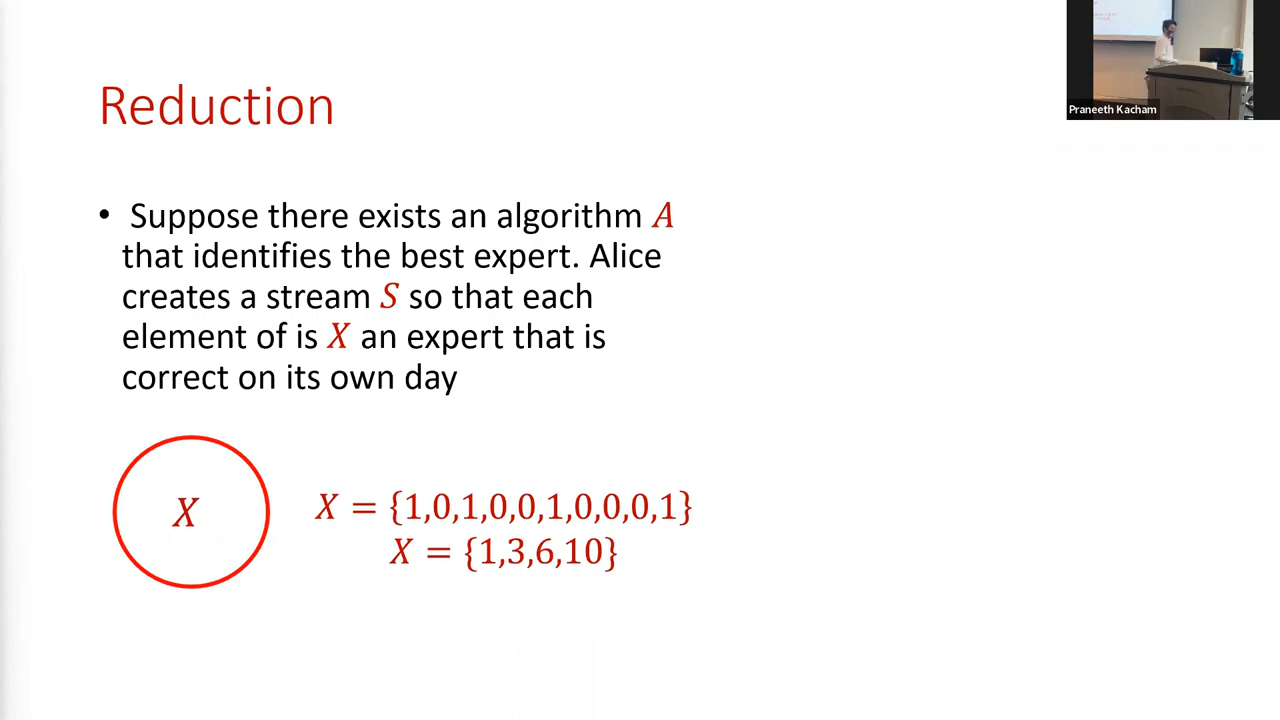 Reduction
Praneeth Kacham
• Suppose there exists an algorithm A
that identifies the best expert. Alice
creates a stream S so that each
element of is X an expert that is
correct on its own day
X
X = {1,0,1,0,0,1,0,0,0,1}
X = {1,3,6,10}